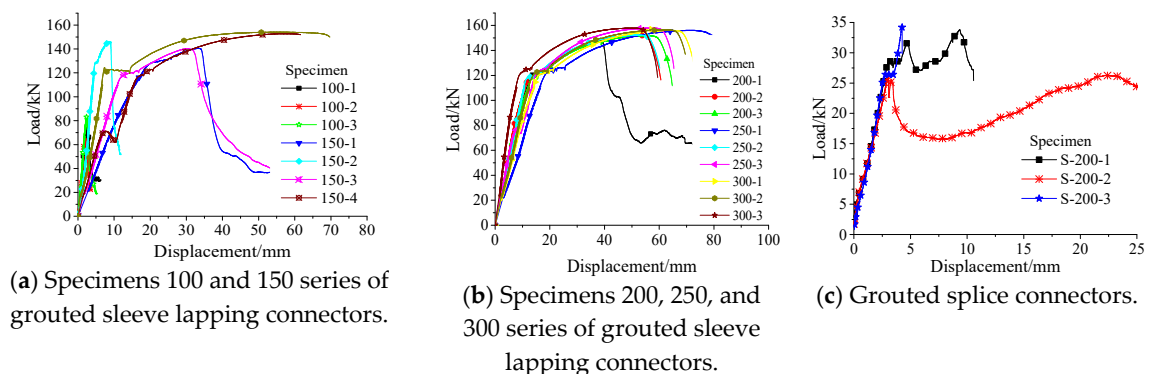 160
140
120
100
80
60
40
20
0
Load/kN
0 10 20 30 40 50 60 70 80
Displacement/mm
Specimen
100-1
100-2
100-3
150-1
150-2
150-3
150-4
(a) Specimens 100 and 150 series of
grouted sleeve lapping connectors.
160
140
120
100
80
60
40
20
0
Load/kN
0 20 40 60 80 100
Displacement/mm
Specimen
200-1
200-2
200-3
250-1
250-2
250-3
300-1
300-2
300-3
(b) Specimens 200, 250, and
300 series of grouted sleeve
lapping connectors.
35
30
25
20
15
10
5
0
Load/kN
0 5 10 15 20 25
Displacement/mm
Specimen
S-200-1
S-200-2
S-200-3
(c) Grouted splice connectors.